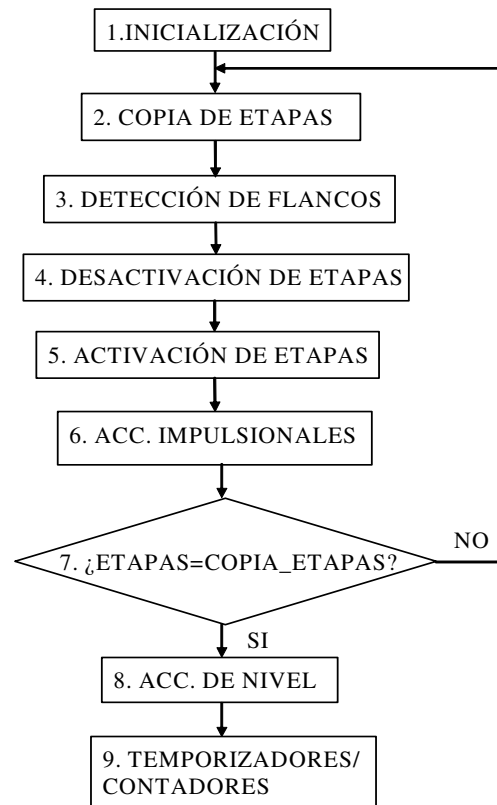 1.INICIALIZACIÓN
2. COPIA DE ETAPAS
3. DETECCIÓN DE FLANCOS
4. DESACTIVACIÓN DE ETAPAS
5. ACTIVACIÓN DE ETAPAS
6. ACC. IMPULSIONALES
7. ¿ETAPAS=COPIA_ETAPAS?
NO
SI
8. ACC. DE NIVEL
9. TEMPORIZADORES/
CONTADORES